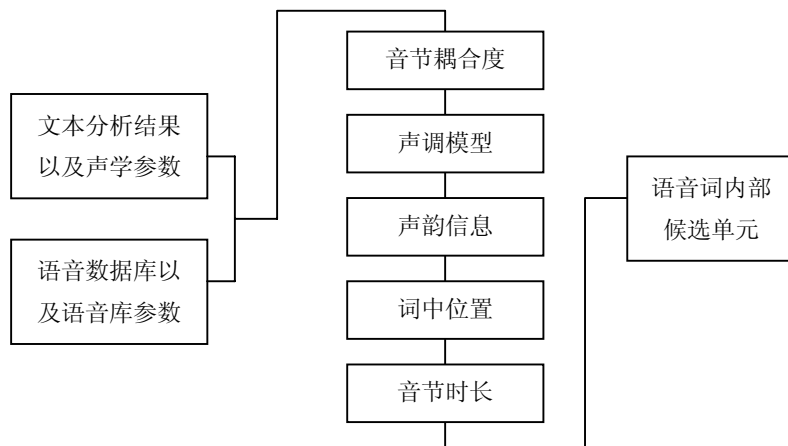 文本分析结果
以及声学参数
语音数据库以
及语音库参数
音节耦合度
声调模型
声韵信息
词中位置
音节时长
语音词内部
候选单元